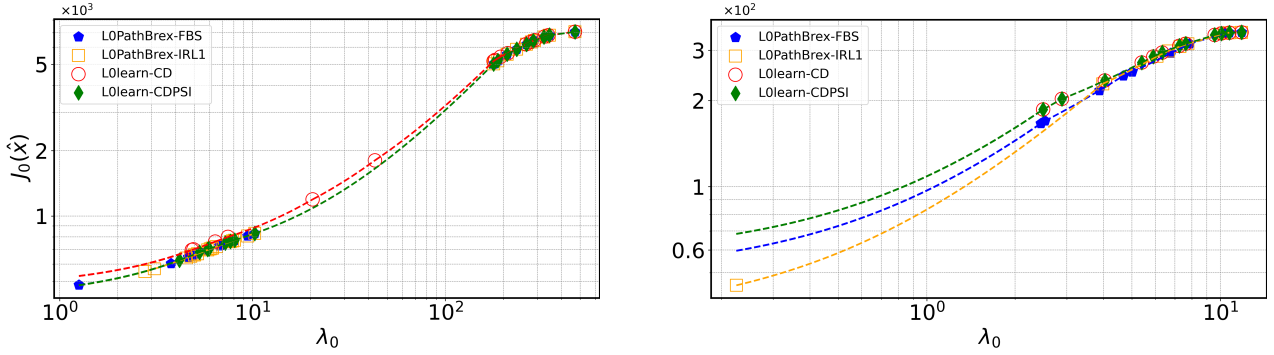 ×10³
L0PathBrex-FBS
L0PathBrex-IRL1
L0learn-CD
L0learn-CDPSI
5
2
1
J₀(x̂)
10⁰
10¹
10²
λ₀
×10²
L0PathBrex-FBS
L0PathBrex-IRL1
L0learn-CD
L0learn-CDPSI
3
2
1
0.6
10⁰
10¹
λ₀